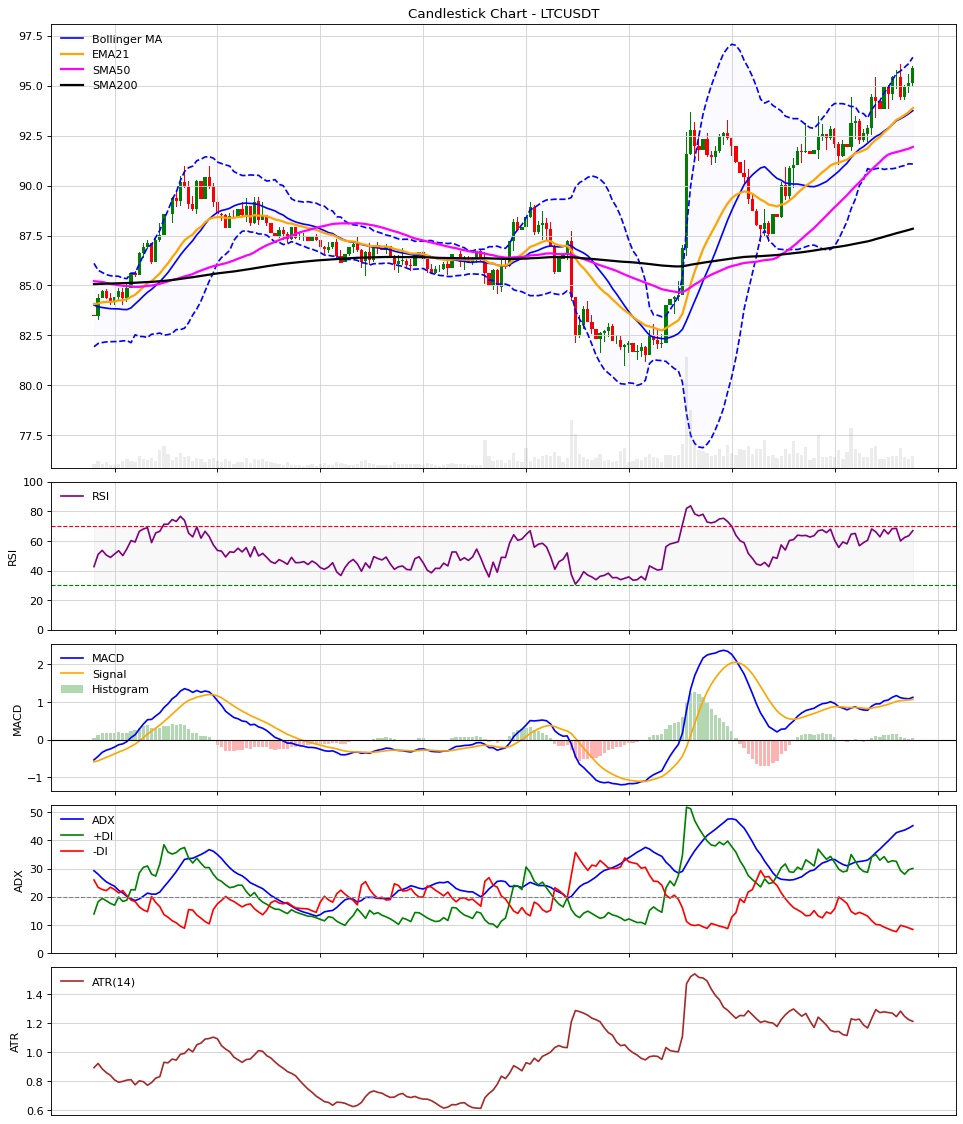 Candlestick Chart - LTCUSDT
Bollinger MA
EMA21
SMA50
SMA200
97.5
95.0
92.5
90.0
87.5
85.0
82.5
80.0
77.5
RSI
RSI
100
80
60
40
20
0
MACD
Signal
Histogram
MACD
2
1
0
−1
ADX
+DI
-DI
ADX
50
40
30
20
10
0
ATR(14)
ATR
1.4
1.2
1.0
0.8
0.6